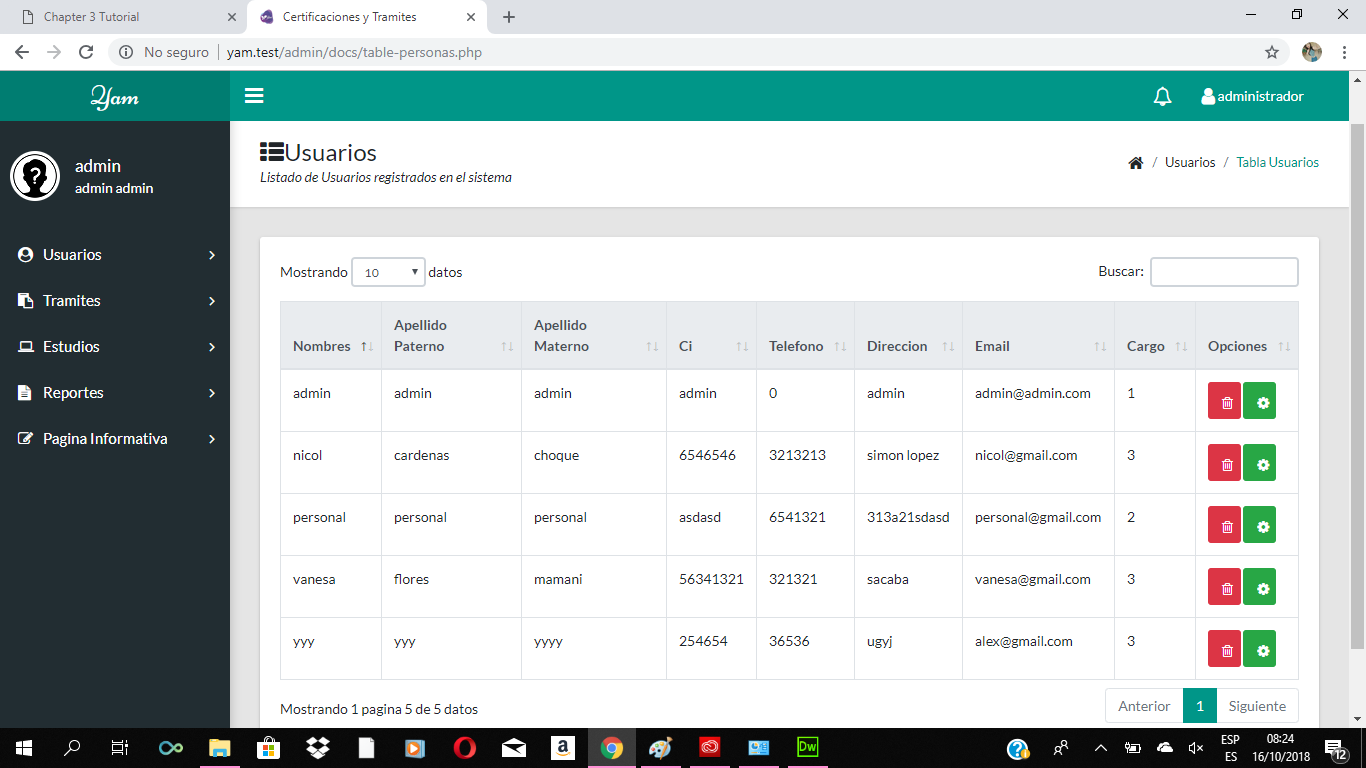 Chapter 3 Tutorial
Certificaciones y Tramites
No seguro
yam.test/admin/docs/table-personas.php
Yam
administrador
admin
admin admin
Usuarios
Listado de Usuarios registrados en el sistema
/ Usuarios / Tabla Usuarios
Usuarios
Tramites
Estudios
Reportes
Pagina Informativa
Mostrando 10 datos
Buscar:
Nombres Apellido Paterno Apellido Materno Ci Telefono Direccion Email Cargo Opciones
admin admin admin admin 0 admin admin@admin.com 1
nicol cardenas choque 6546546 3213213 simon lopez nicol@gmail.com 3
personal personal personal asdasd 6541321 313a21sdasd personal@gmail.com 2
vanesa flores mamani 56341321 321321 sacaba vanesa@gmail.com 3
yyy yyy yyyy 254654 36536 ugyj alex@gmail.com 3
Mostrando 1 pagina 5 de 5 datos
Anterior 1 Siguiente
a
Dw
ESP
ES
08:24
16/10/2018
12